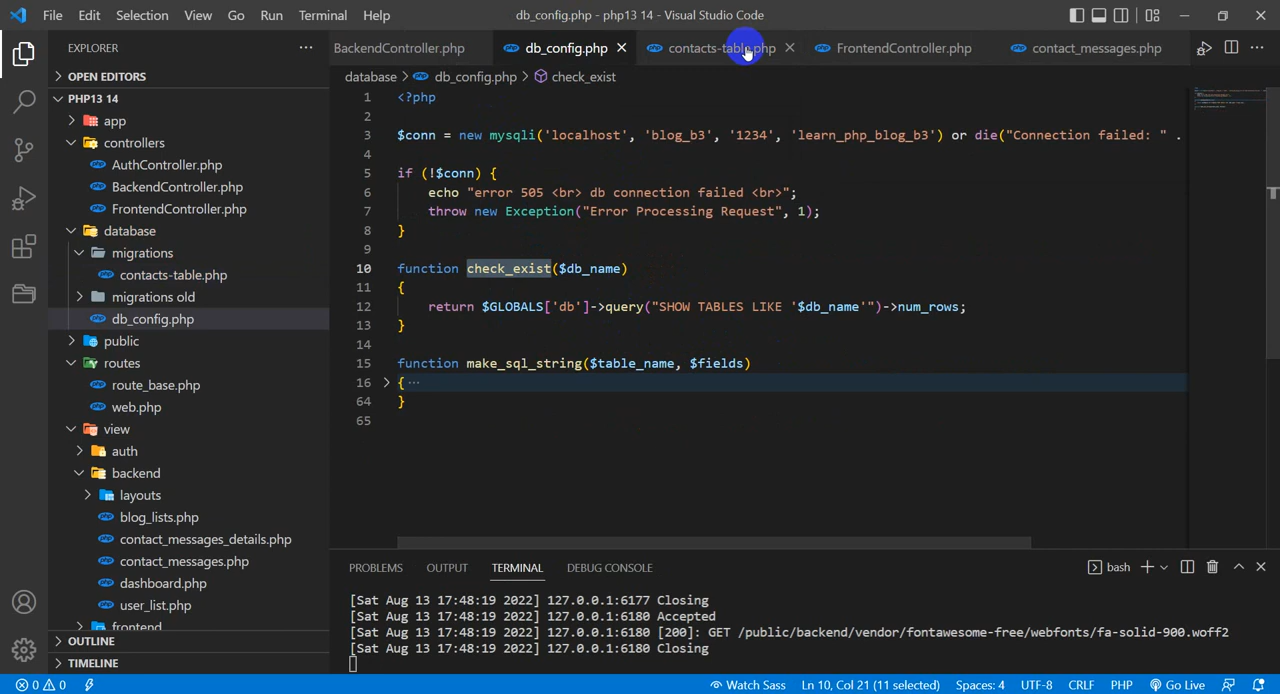 File Edit Selection View Go Run Terminal Help
db_config.php - php13 14 - Visual Studio Code
EXPLORER
OPEN EDITORS
PHP13 14
app
controllers
AuthController.php
BackendController.php
FrontendController.php
database
migrations
contacts-table.php
migrations old
db_config.php
public
routes
route_base.php
web.php
view
auth
backend
layouts
blog_lists.php
contact_messages_details.php
contact_messages.php
dashboard.php
user_list.php
frontend
OUTLINE
TIMELINE
BackendController.php db_config.php contacts-table.php FrontendController.php contact_messages.php
database > db_config.php > check_exist
1 <?php
2
3 $conn = new mysqli('localhost', 'blog_b3', '1234', 'learn_php_blog_b3') or die("Connection failed: " .
4
5 if (!$conn) {
6 echo "error 505 <br> db connection failed <br>";
7 throw new Exception("Error Processing Request", 1);
8 }
9
10 function check_exist($db_name)
11 {
12 return $GLOBALS['db']->query("SHOW TABLES LIKE '$db_name'")->num_rows;
13 }
14
15 function make_sql_string($table_name, $fields)
16 { ...
64 }
65
PROBLEMS OUTPUT TERMINAL DEBUG CONSOLE
bash
[Sat Aug 13 17:48:19 2022] 127.0.0.1:6177 Closing
[Sat Aug 13 17:48:19 2022] 127.0.0.1:6180 Accepted
[Sat Aug 13 17:48:19 2022] 127.0.0.1:6180 [200]: GET /public/backend/vendor/fontawesome-free/webfonts/fa-solid-900.woff2
[Sat Aug 13 17:48:19 2022] 127.0.0.1:6180 Closing
0 0 Watch Sass Ln 10, Col 21 (11 selected) Spaces: 4 UTF-8 CRLF PHP Go Live